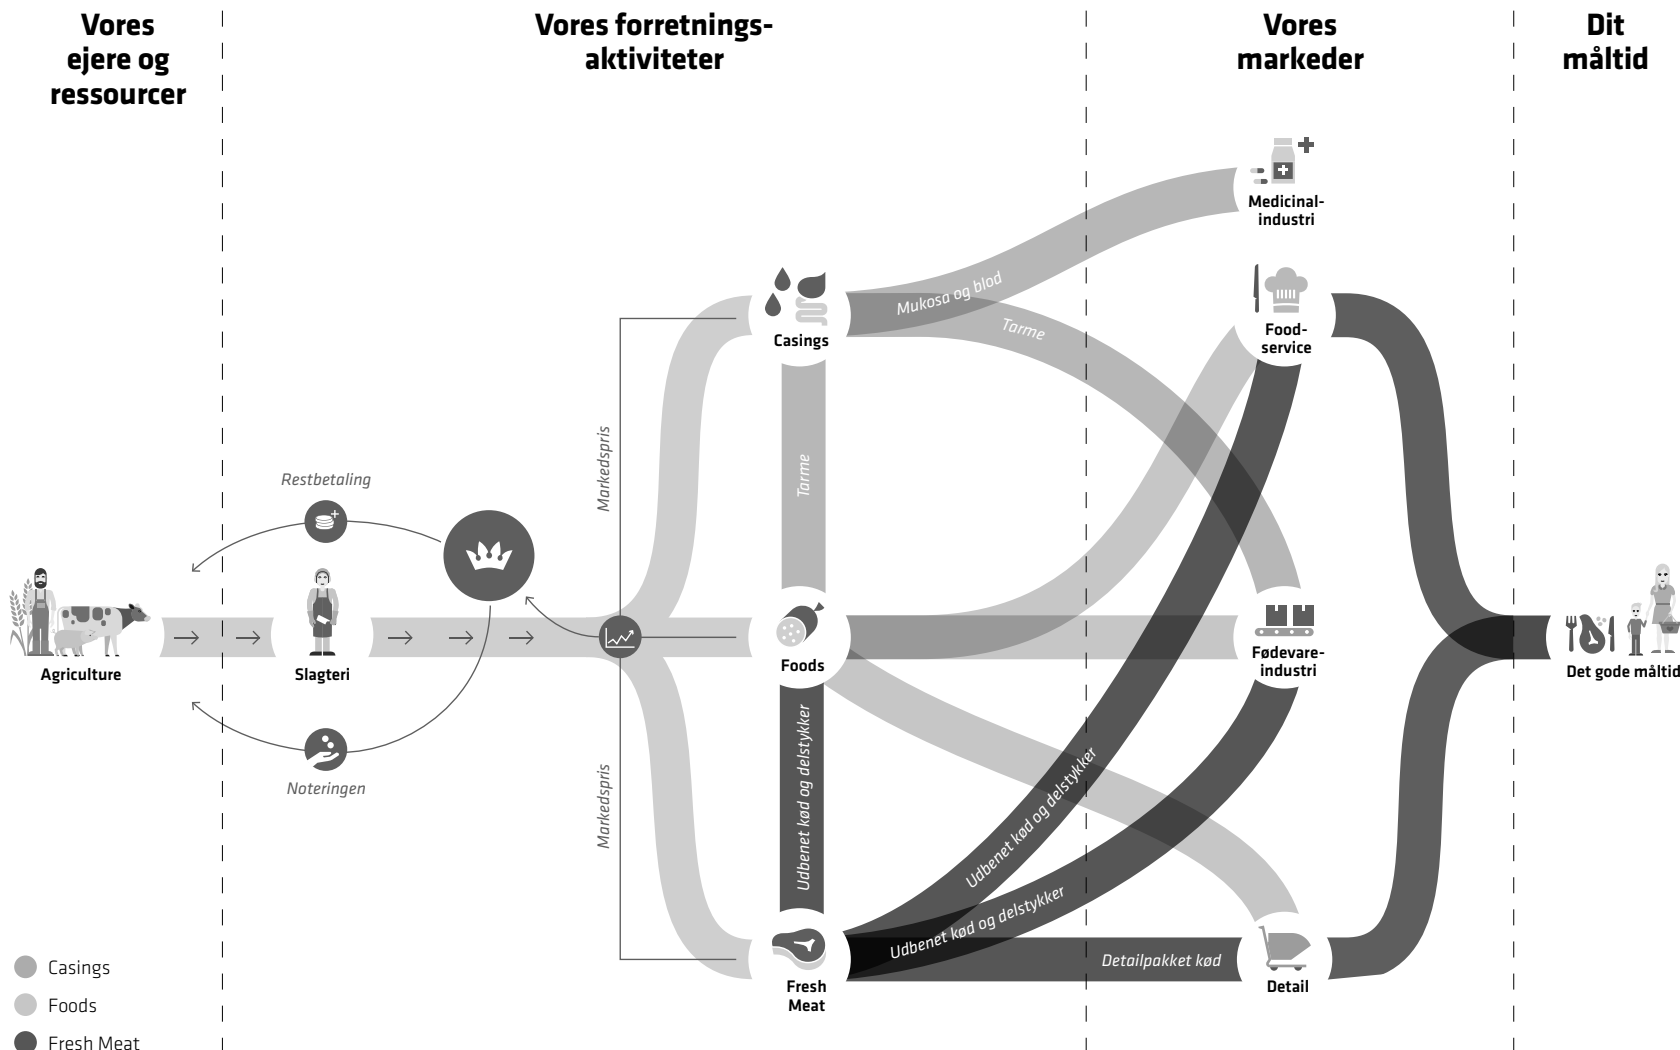 Vores
ejere og
ressourcer
Vores forretnings-
aktiviteter
Vores
markeder
Dit
måltid
Medicinal-
industri
Mukosa og blod
Tarme
Casings
Food-
service
Markedspris
Tarme
Restbetaling
Agriculture
Slagteri
Foods
Fødevare-
industri
Det gode måltid
Noteringen
Markedspris
Udbenet kød og delstykker
Udbenet kød og delstykker
Udbenet kød og delstykker
Detailpakket kød
Fresh
Meat
Detail
Casings
Foods
Fresh Meat